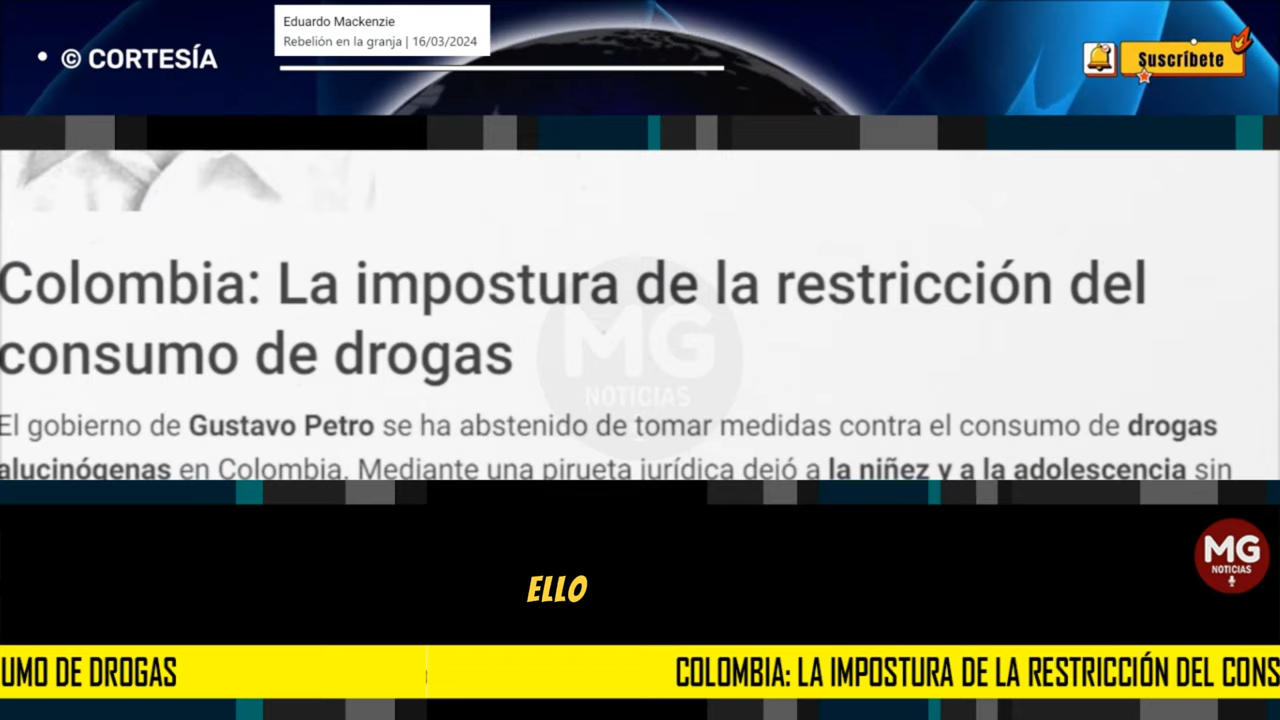 Eduardo Mackenzie
Rebelión en la granja | 16/03/2024
• © CORTESÍA
Suscríbete
Colombia: La impostura de la restricción del
consumo de drogas
El gobierno de Gustavo Petro se ha abstenido de tomar medidas contra el consumo de drogas
alucinógenas en Colombia. Mediante una pirueta jurídica dejó a la niñez y a la adolescencia sin
MG
NOTICIAS
MG
NOTICIAS
ELLO
UMO DE DROGAS
COLOMBIA: LA IMPOSTURA DE LA RESTRICCIÓN DEL CONS